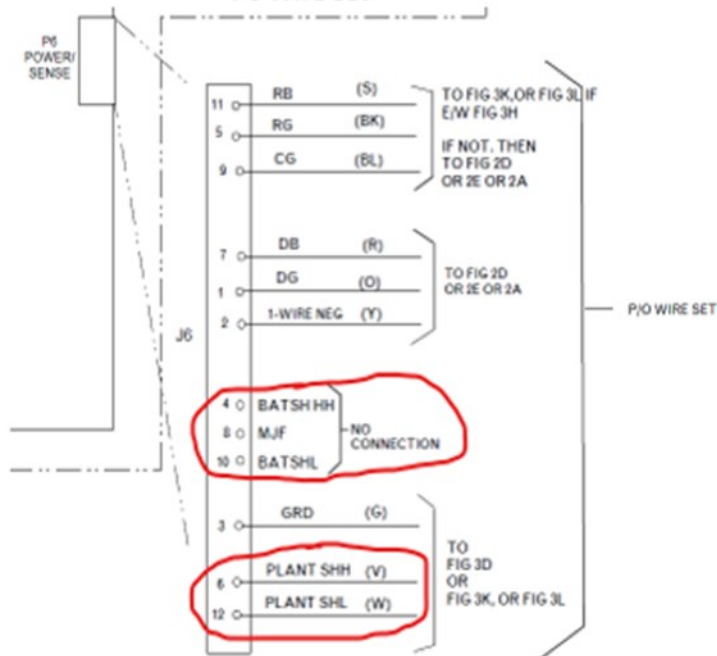 P6
POWER/
SENSE
11 RB (S)
5 RG (BK)
9 CG (BL)
TO FIG 3K,OR FIG 3L IF
E/W FIG 3H
IF NOT, THEN
TO FIG 2D
OR 2E OR 2A
7 DB (R)
1 DG (O)
2 1-WIRE NEG (Y)
TO FIG 2D
OR 2E OR 2A
P/O WIRE SET
J6
4 BATSH HH
8 MJF
10 BATSHL
NO
CONNECTION
3 GRD (G)
6 PLANT SHH (V)
12 PLANT SHL (W)
TO
FIG 3D
OR
FIG 3K, OR FIG 3L